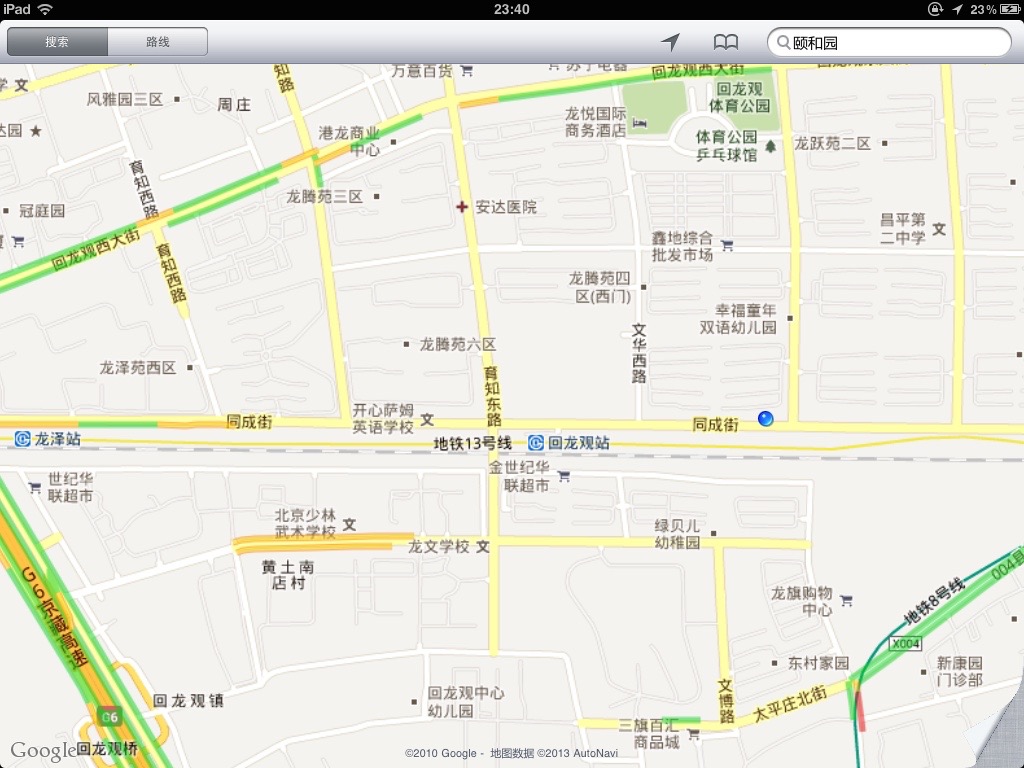 iPad
23:40
23%
搜索
路线
颐和园
知
路
万意百货
苏宁电器
回龙观西大街
学
风雅园三区
周庄
回龙观
体育公园
达园
港龙商业
中心
龙悦国际
商务酒店
体育公园
乒乓球馆
龙跃苑二区
育知西路
龙腾苑三区
冠庭园
安达医院
昌平第
二中学
回龙观西大街
育知西路
鑫地综合
批发市场
龙腾苑四
区(西门)
幸福童年
双语幼儿园
文华西路
龙腾苑六区
龙泽苑西区
育知东路
同成街
开心萨姆
英语学校
同成街
龙泽站
地铁13号线
回龙观站
世纪华
联超市
金世纪华
联超市
北京少林
武术学校
龙文学校
绿贝儿
幼稚园
黄土南
店村
G6京藏高速
龙旗购物
中心
地铁8号线
004县
X004
东村家园
新康园
门诊部
回龙观镇
回龙观中心
幼儿园
文博路
太平庄北街
G6
三旗百汇
商品城
Google
回龙观桥
©2010 Google - 地图数据 ©2013 AutoNavi